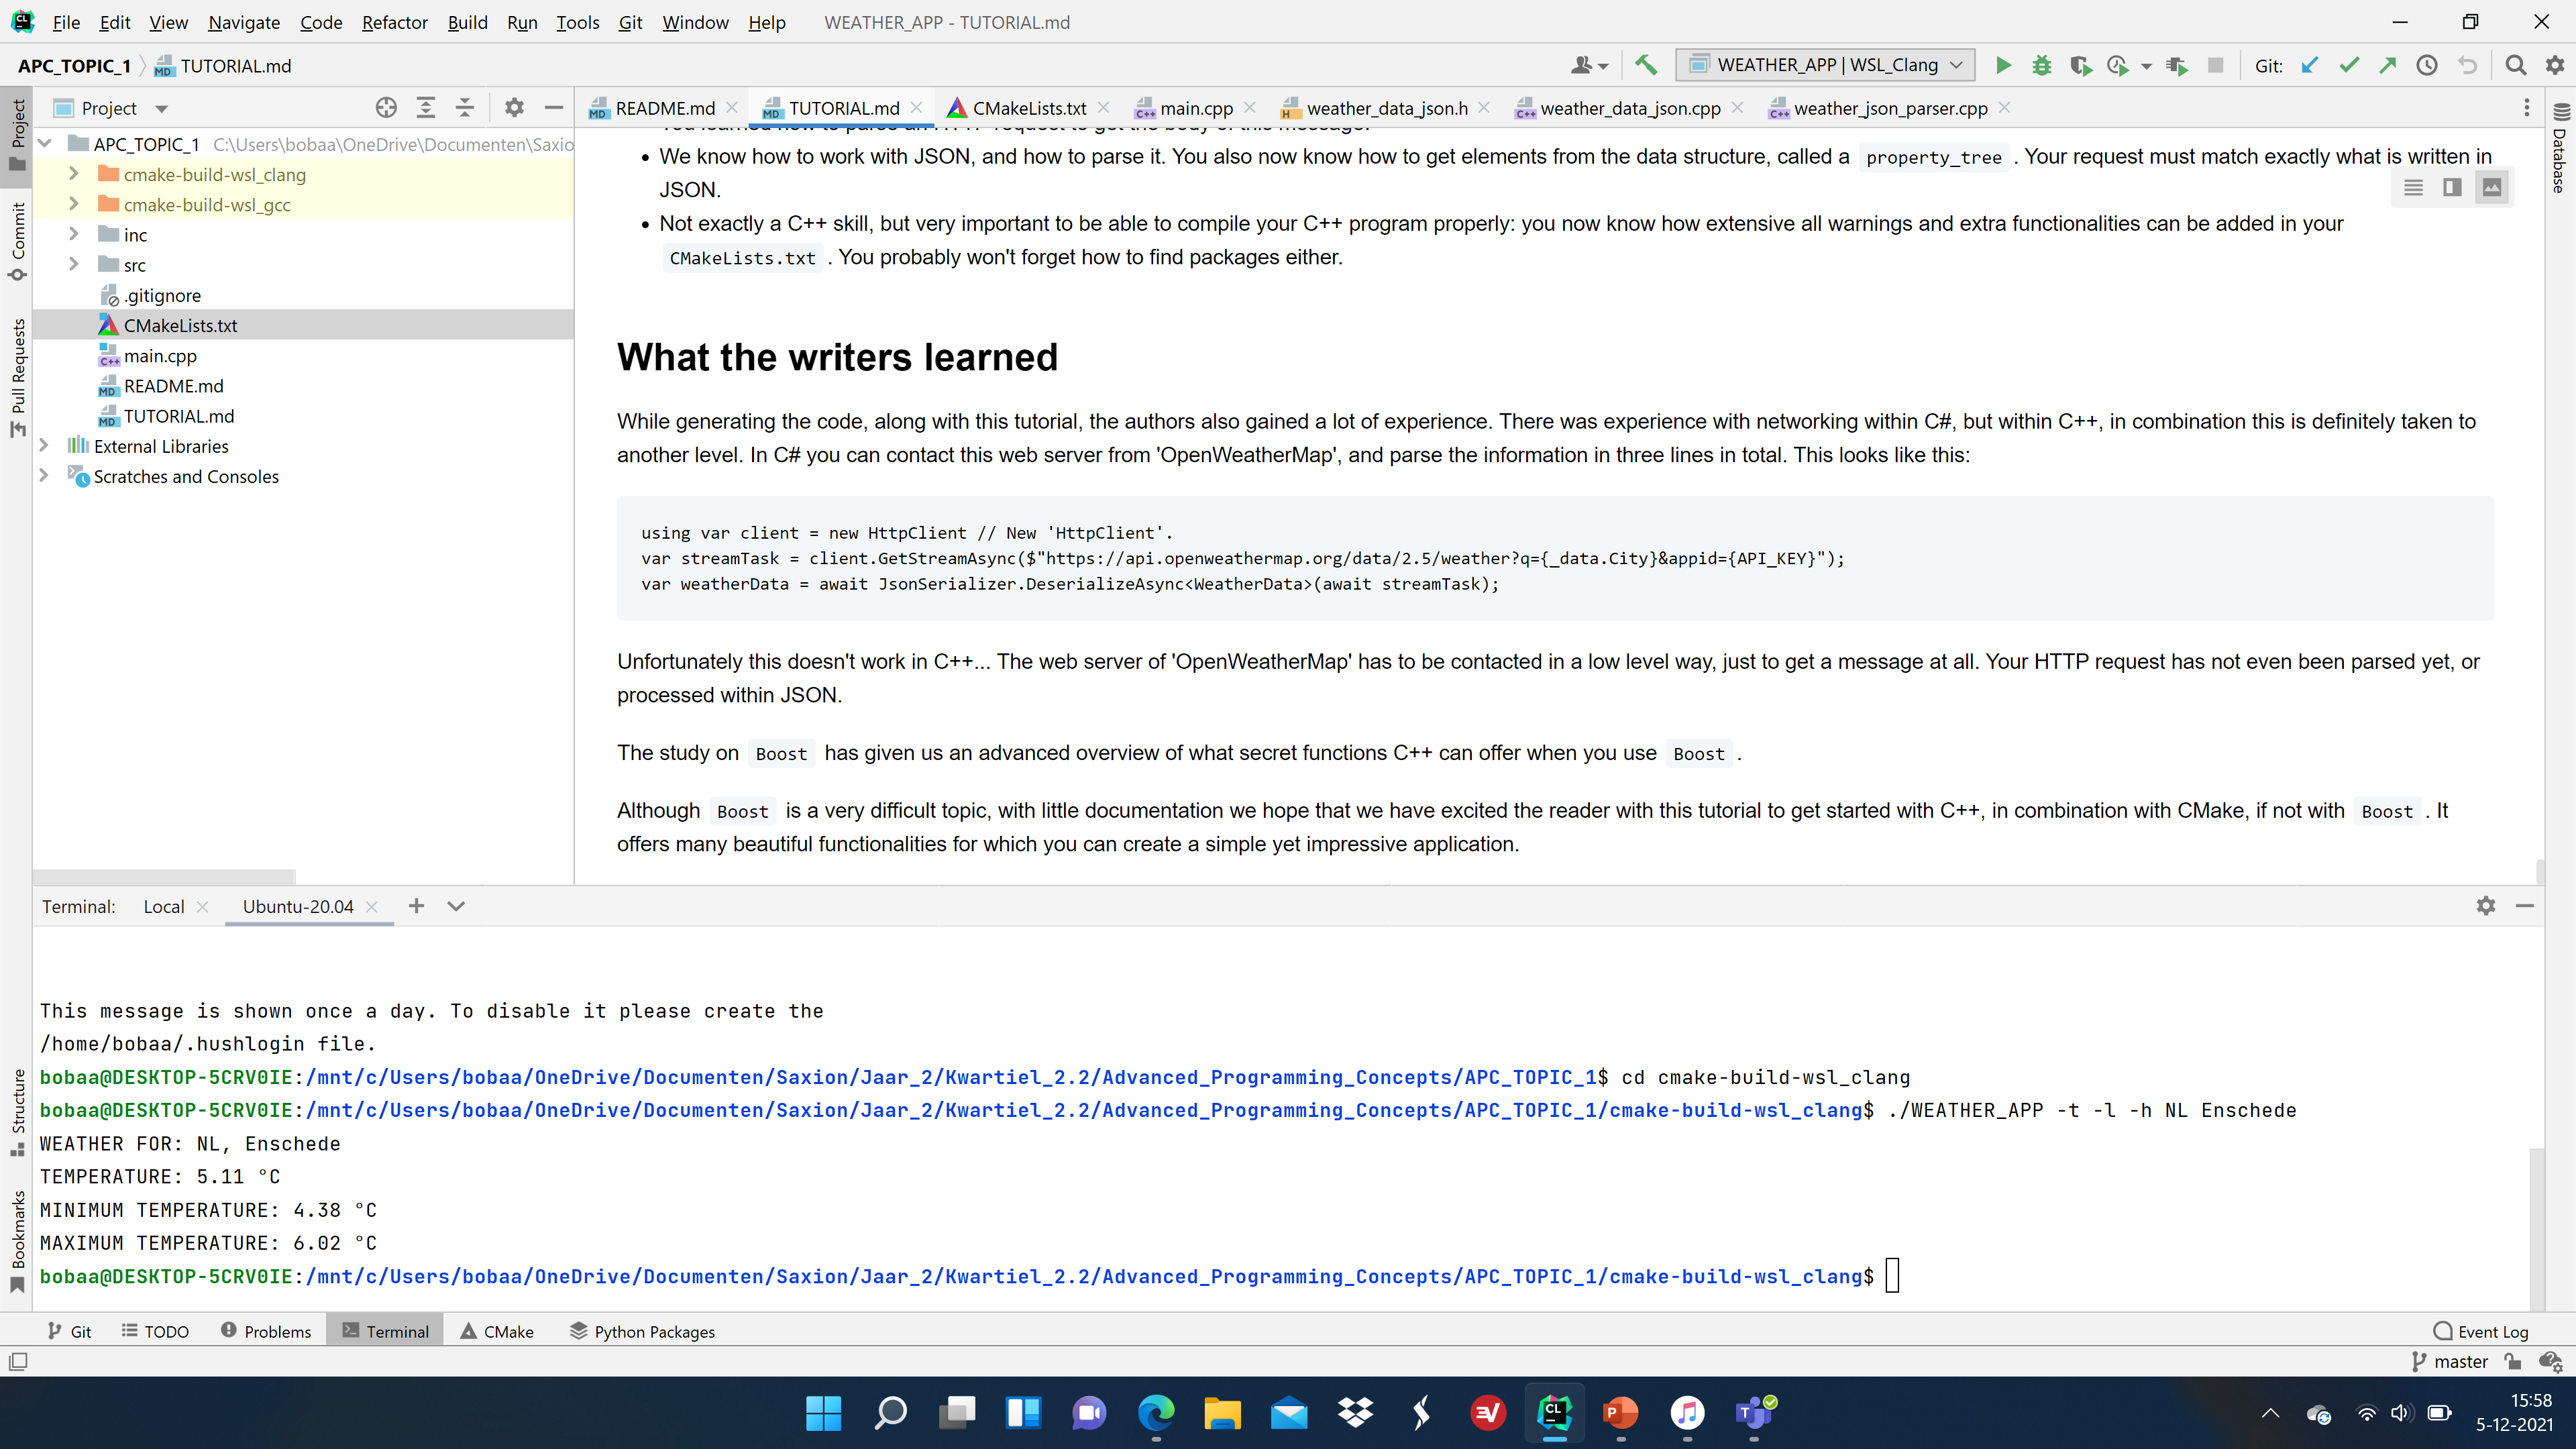 File Edit View Navigate Code Refactor Build Run Tools Git Window Help WEATHER_APP - TUTORIAL.md
APC_TOPIC_1 TUTORIAL.md WEATHER_APP | WSL_Clang Git:
Project README.md TUTORIAL.md CMakeLists.txt main.cpp weather_data_json.h weather_data_json.cpp weather_json_parser.cpp
Project
Commit
Pull Requests
Structure
Bookmarks
Database
APC_TOPIC_1 C:\Users\bobaa\OneDrive\Documenten\Saxio
cmake-build-wsl_clang
cmake-build-wsl_gcc
inc
src
.gitignore
CMakeLists.txt
main.cpp
README.md
TUTORIAL.md
External Libraries
Scratches and Consoles
You learned how to parse an HTTP request to get the body of this message.
• We know how to work with JSON, and how to parse it. You also now know how to get elements from the data structure, called a property_tree . Your request must match exactly what is written in
JSON.
• Not exactly a C++ skill, but very important to be able to compile your C++ program properly: you now know how extensive all warnings and extra functionalities can be added in your
CMakeLists.txt . You probably won't forget how to find packages either.
What the writers learned
While generating the code, along with this tutorial, the authors also gained a lot of experience. There was experience with networking within C#, but within C++, in combination this is definitely taken to
another level. In C# you can contact this web server from 'OpenWeatherMap', and parse the information in three lines in total. This looks like this:
using var client = new HttpClient // New 'HttpClient'.
var streamTask = client.GetStreamAsync($"https://api.openweathermap.org/data/2.5/weather?q={_data.City}&appid={API_KEY}");
var weatherData = await JsonSerializer.DeserializeAsync<WeatherData>(await streamTask);
Unfortunately this doesn't work in C++... The web server of 'OpenWeatherMap' has to be contacted in a low level way, just to get a message at all. Your HTTP request has not even been parsed yet, or
processed within JSON.
The study on Boost has given us an advanced overview of what secret functions C++ can offer when you use Boost .
Although Boost is a very difficult topic, with little documentation we hope that we have excited the reader with this tutorial to get started with C++, in combination with CMake, if not with Boost . It
offers many beautiful functionalities for which you can create a simple yet impressive application.
Terminal: Local Ubuntu-20.04
This message is shown once a day. To disable it please create the
/home/bobaa/.hushlogin file.
bobaa@DESKTOP-5CRV0IE:/mnt/c/Users/bobaa/OneDrive/Documenten/Saxion/Jaar_2/Kwartiel_2.2/Advanced_Programming_Concepts/APC_TOPIC_1$ cd cmake-build-wsl_clang
bobaa@DESKTOP-5CRV0IE:/mnt/c/Users/bobaa/OneDrive/Documenten/Saxion/Jaar_2/Kwartiel_2.2/Advanced_Programming_Concepts/APC_TOPIC_1/cmake-build-wsl_clang$ ./WEATHER_APP -t -l -h NL Enschede
WEATHER FOR: NL, Enschede
TEMPERATURE: 5.11 °C
MINIMUM TEMPERATURE: 4.38 °C
MAXIMUM TEMPERATURE: 6.02 °C
bobaa@DESKTOP-5CRV0IE:/mnt/c/Users/bobaa/OneDrive/Documenten/Saxion/Jaar_2/Kwartiel_2.2/Advanced_Programming_Concepts/APC_TOPIC_1/cmake-build-wsl_clang$
Git TODO Problems Terminal CMake Python Packages Event Log
master
15:58
5-12-2021